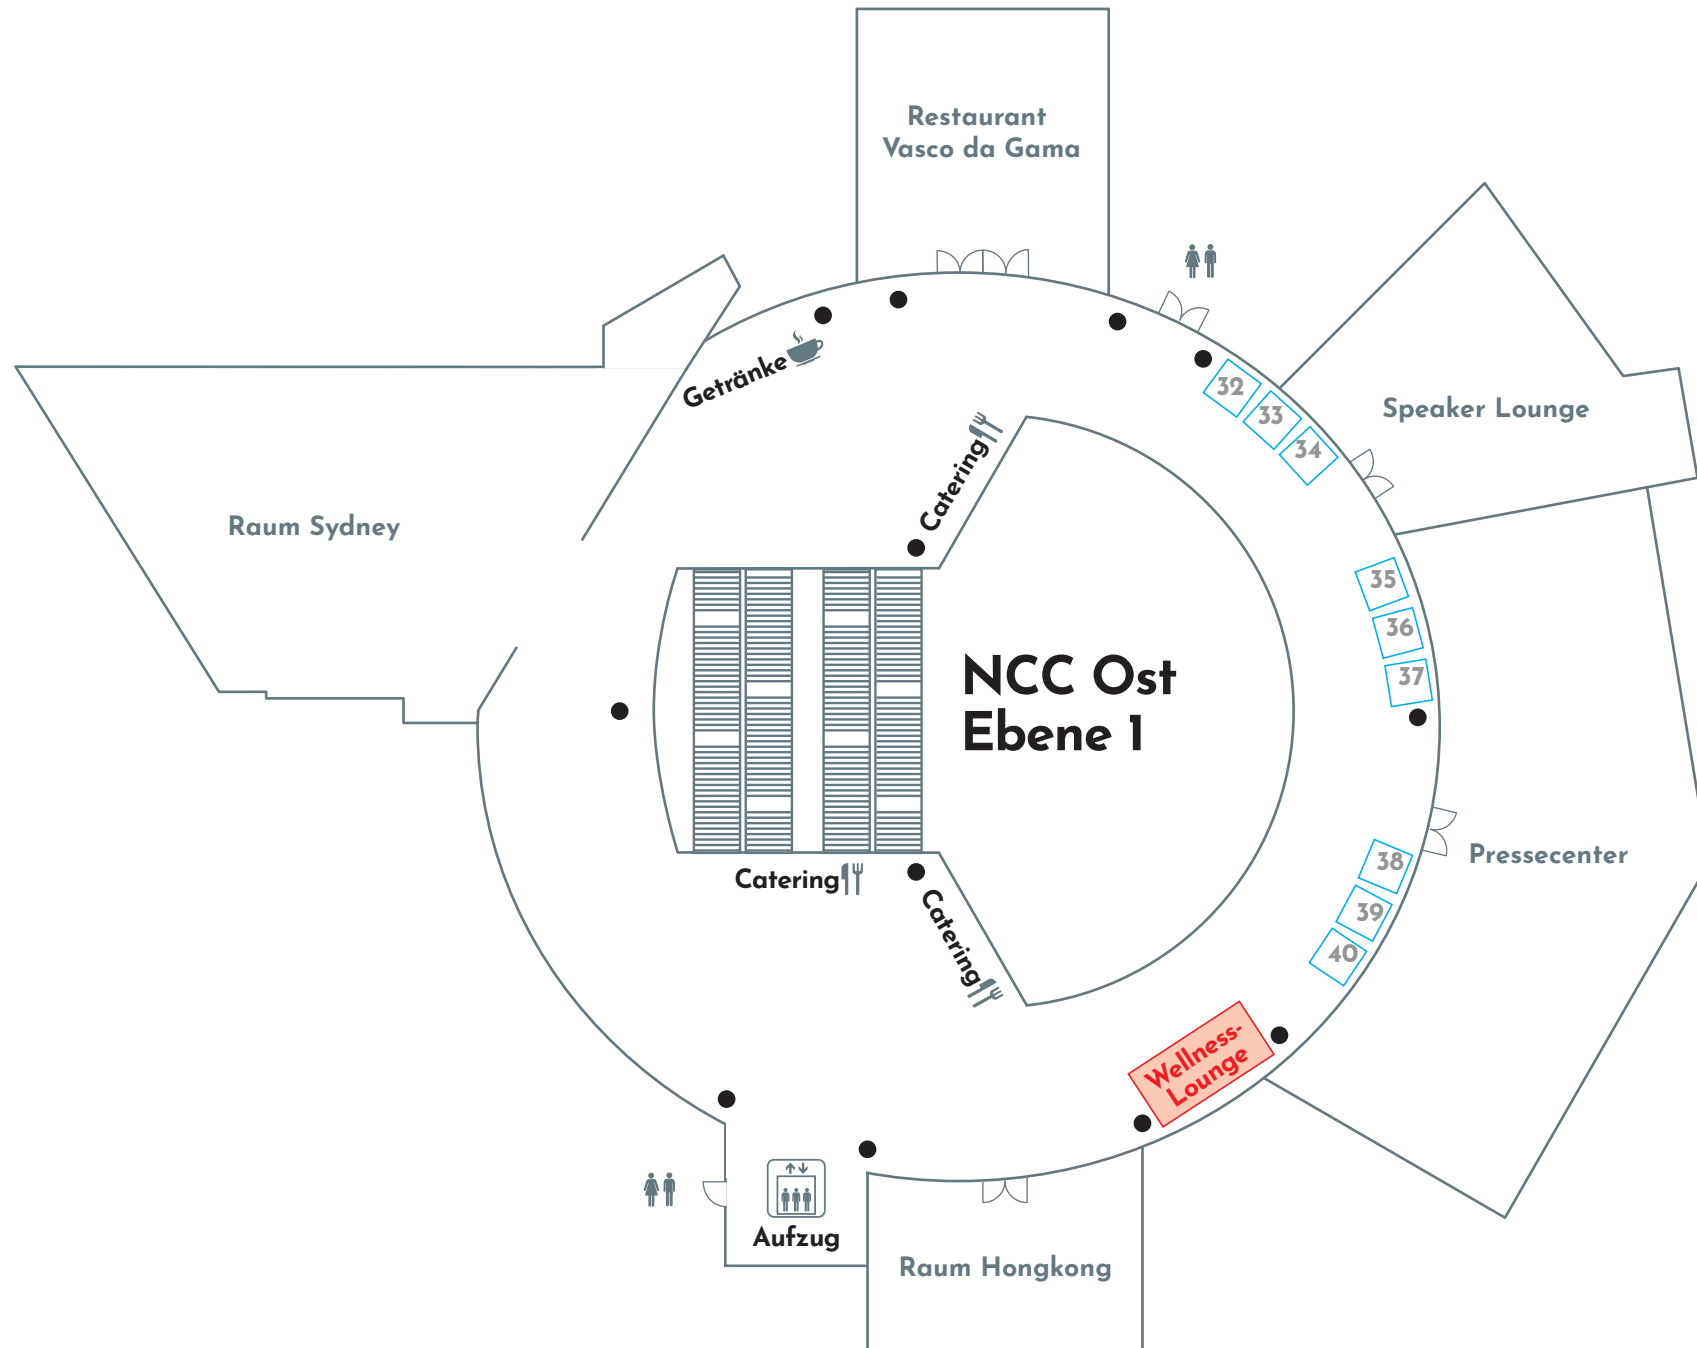 Restaurant
Vasco da Gama
Getränke
32
33
34
Speaker Lounge
Catering
Raum Sydney
35
36
37
NCC Ost
Ebene 1
Pressecenter
38
39
40
Catering
Catering
Wellness-
Lounge
Aufzug
Raum Hongkong